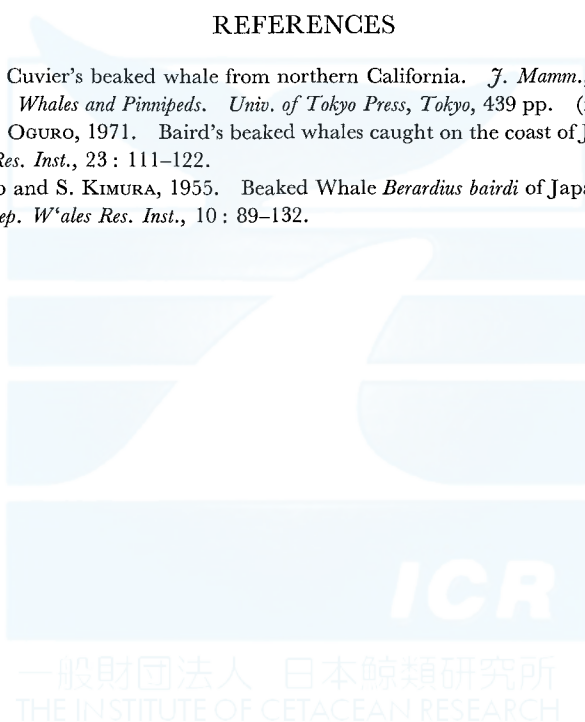 REFERENCES
Cuvier's beaked whale from northern California. J. Mamm.,
Whales and Pinnipeds. Univ. of Tokyo Press, Tokyo, 439 pp. (
OGURO, 1971. Baird's beaked whales caught on the coast of J
Res. Inst., 23 : 111–122.
o and S. KIMURA, 1955. Beaked Whale Berardius bairdi of Japa
ep. W'ales Res. Inst., 10 : 89–132.
ICR
一般財団法人 日本鯨類研究所
THE INSTITUTE OF CETACEAN RESEARCH